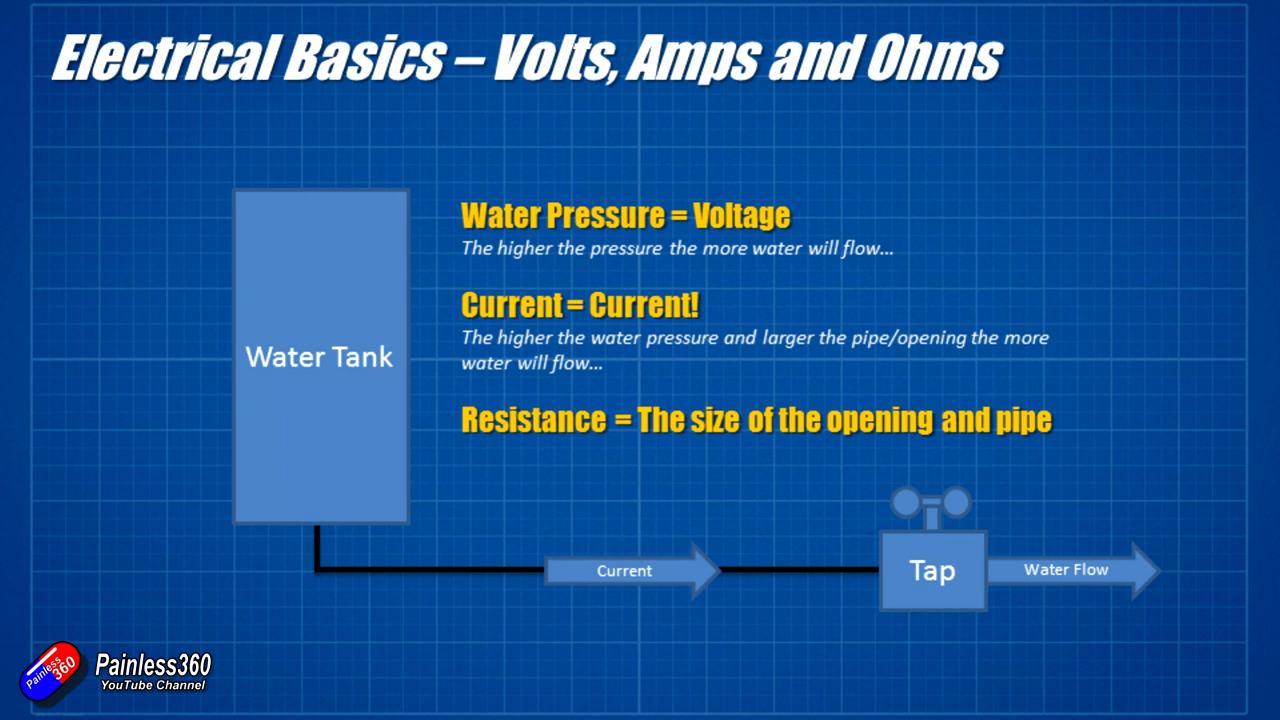 Electrical Basics – Volts, Amps and Ohms
Water Pressure = Voltage
The higher the pressure the more water will flow...
Current = Current!
The higher the water pressure and larger the pipe/opening the more
water will flow...
Water Tank
Resistance = The size of the opening and pipe
Current
Tap
Water Flow
Painless
360
Painless360
YouTube Channel